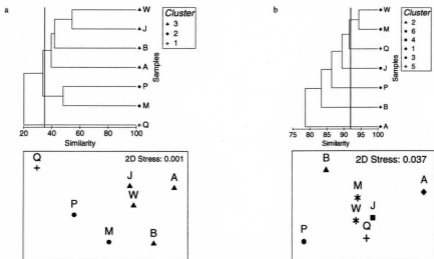 a
Cluster
▲ 3
● 2
+ 1
W
J
B
A
P
M
Q
Samples
20 40 60 80 100
Similarity
2D Stress: 0.001
Q
J
A
W
P
M
B
b
Cluster
▲ 2
● 6
● 4
■ 1
◆ 3
+ 5
W
M
Q
J
P
B
A
Samples
75 80 85 90 95 100
Similarity
2D Stress: 0.037
B
A
M
W
J
Q
P